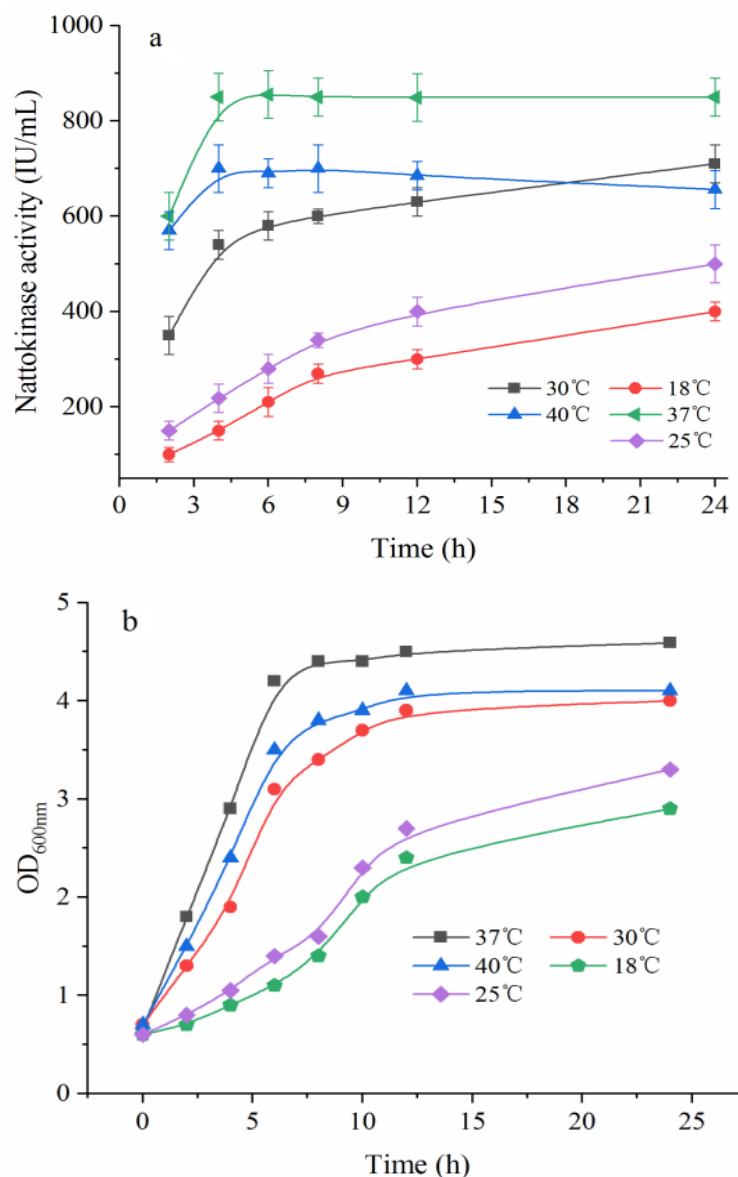 a
1000
800
600
400
200
Nattokinase activity (IU/mL)
30℃ 18℃
40℃ 37℃
25℃
0 3 6 9 12 15 18 21 24
Time (h)
b
5
4
3
2
1
0
OD600nm
37℃ 30℃
40℃ 18℃
25℃
0 5 10 15 20 25
Time (h)